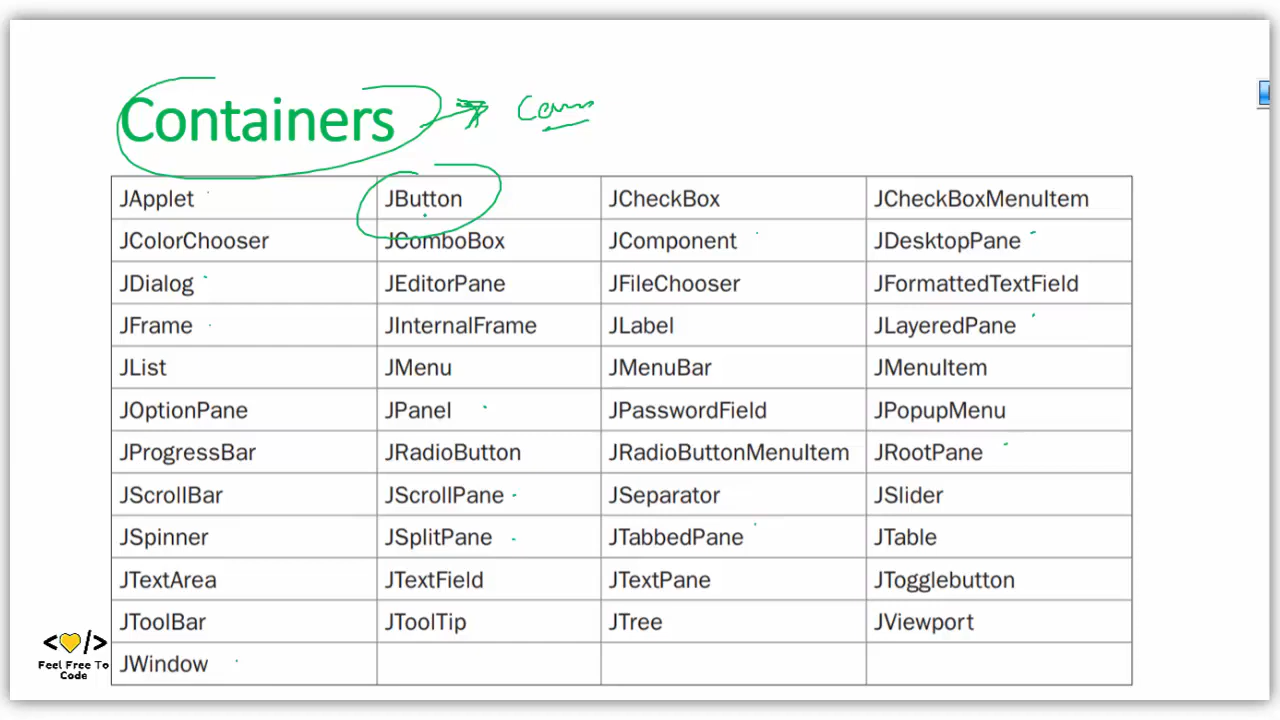 Containers
JApplet JButton JCheckBox JCheckBoxMenuItem
JColorChooser JComboBox JComponent JDesktopPane
JDialog JEditorPane JFileChooser JFormattedTextField
JFrame JInternalFrame JLabel JLayeredPane
JList JMenu JMenuBar JMenuItem
JOptionPane JPanel JPasswordField JPopupMenu
JProgressBar JRadioButton JRadioButtonMenuItem JRootPane
JScrollBar JScrollPane JSeparator JSlider
JSpinner JSplitPane JTabbedPane JTable
JTextArea JTextField JTextPane JTogglebutton
JToolBar JToolTip JTree JViewport
JWindow
Feel Free To
Code